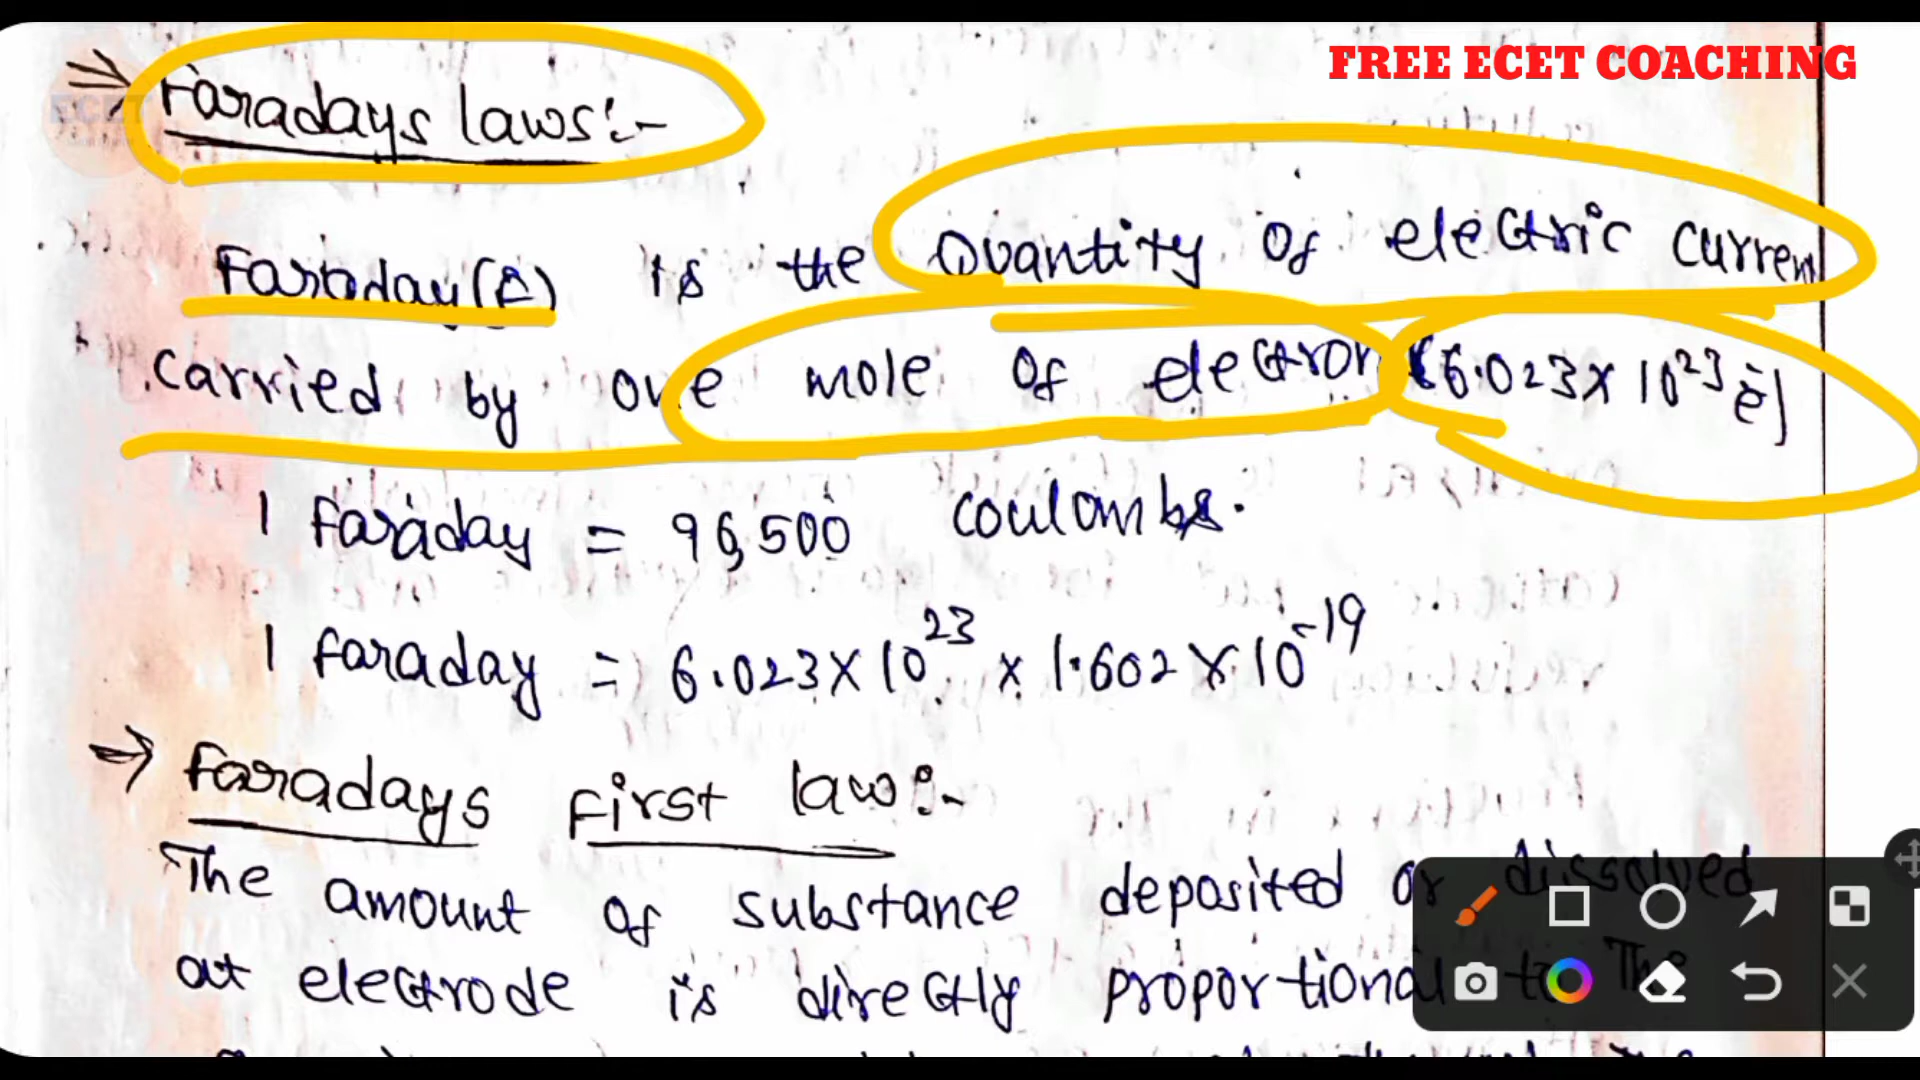 FREE ECET COACHING
ECET
⇒ Faradays laws:-
Faraday(F) is the Quantity of electric current
carried by one mole of electron [6.023 x 10²³ ē]
1 faraday = 96,500 coulombs.
1 faraday = 6.023 x 10²³ x 1.602 x 10⁻¹⁹
→ faradays first law:-
The amount of substance deposited or dissolved
at electrode is directly proportional to The